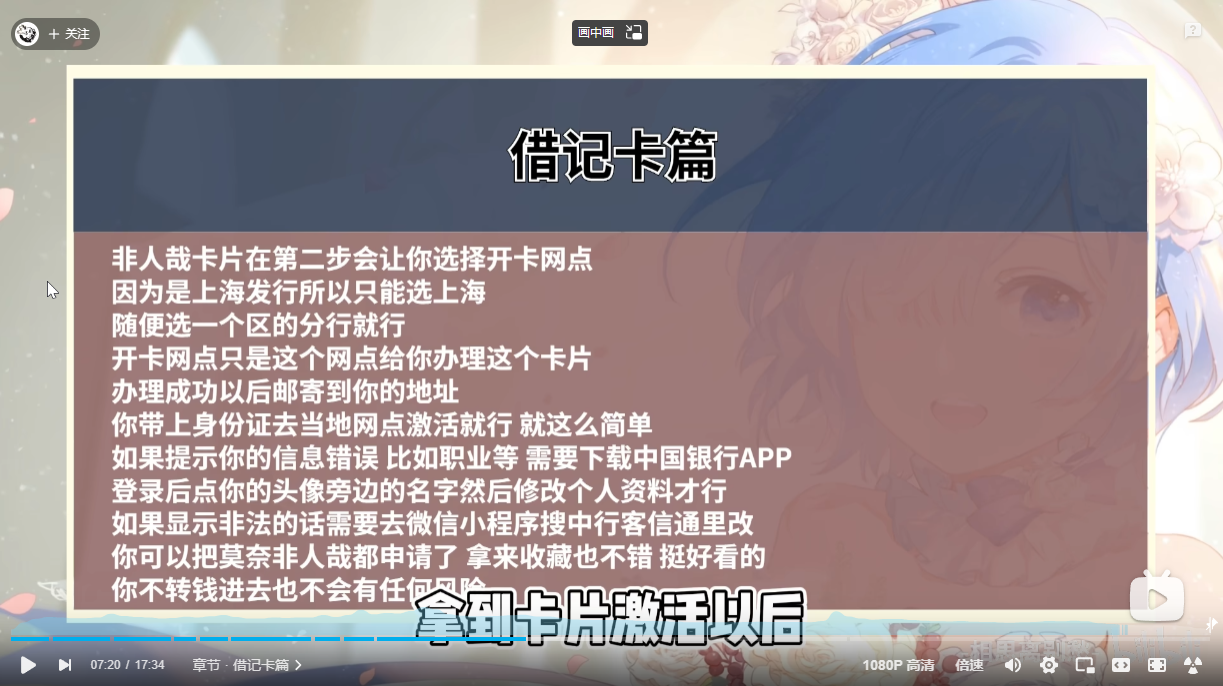 + 关注
画中画
借记卡篇
非人哉卡片在第二步会让你选择开卡网点
因为是上海发行所以只能选上海
随便选一个区的分行就行
开卡网点只是这个网点给你办理这个卡片
办理成功以后邮寄到你的地址
你带上身份证去当地网点激活就行 就这么简单
如果提示你的信息错误 比如职业等 需要下载中国银行APP
登录后点你的头像旁边的名字然后修改个人资料才行
如果显示非法的话需要去微信小程序搜中行客信通里改
你可以把莫奈非人哉都申请了 拿来收藏也不错 挺好看的
你不转钱进去也不会有任何风险
拿到卡片激活以后
07:20 / 17:34
章节 · 借记卡篇
1080P 高清
倍速